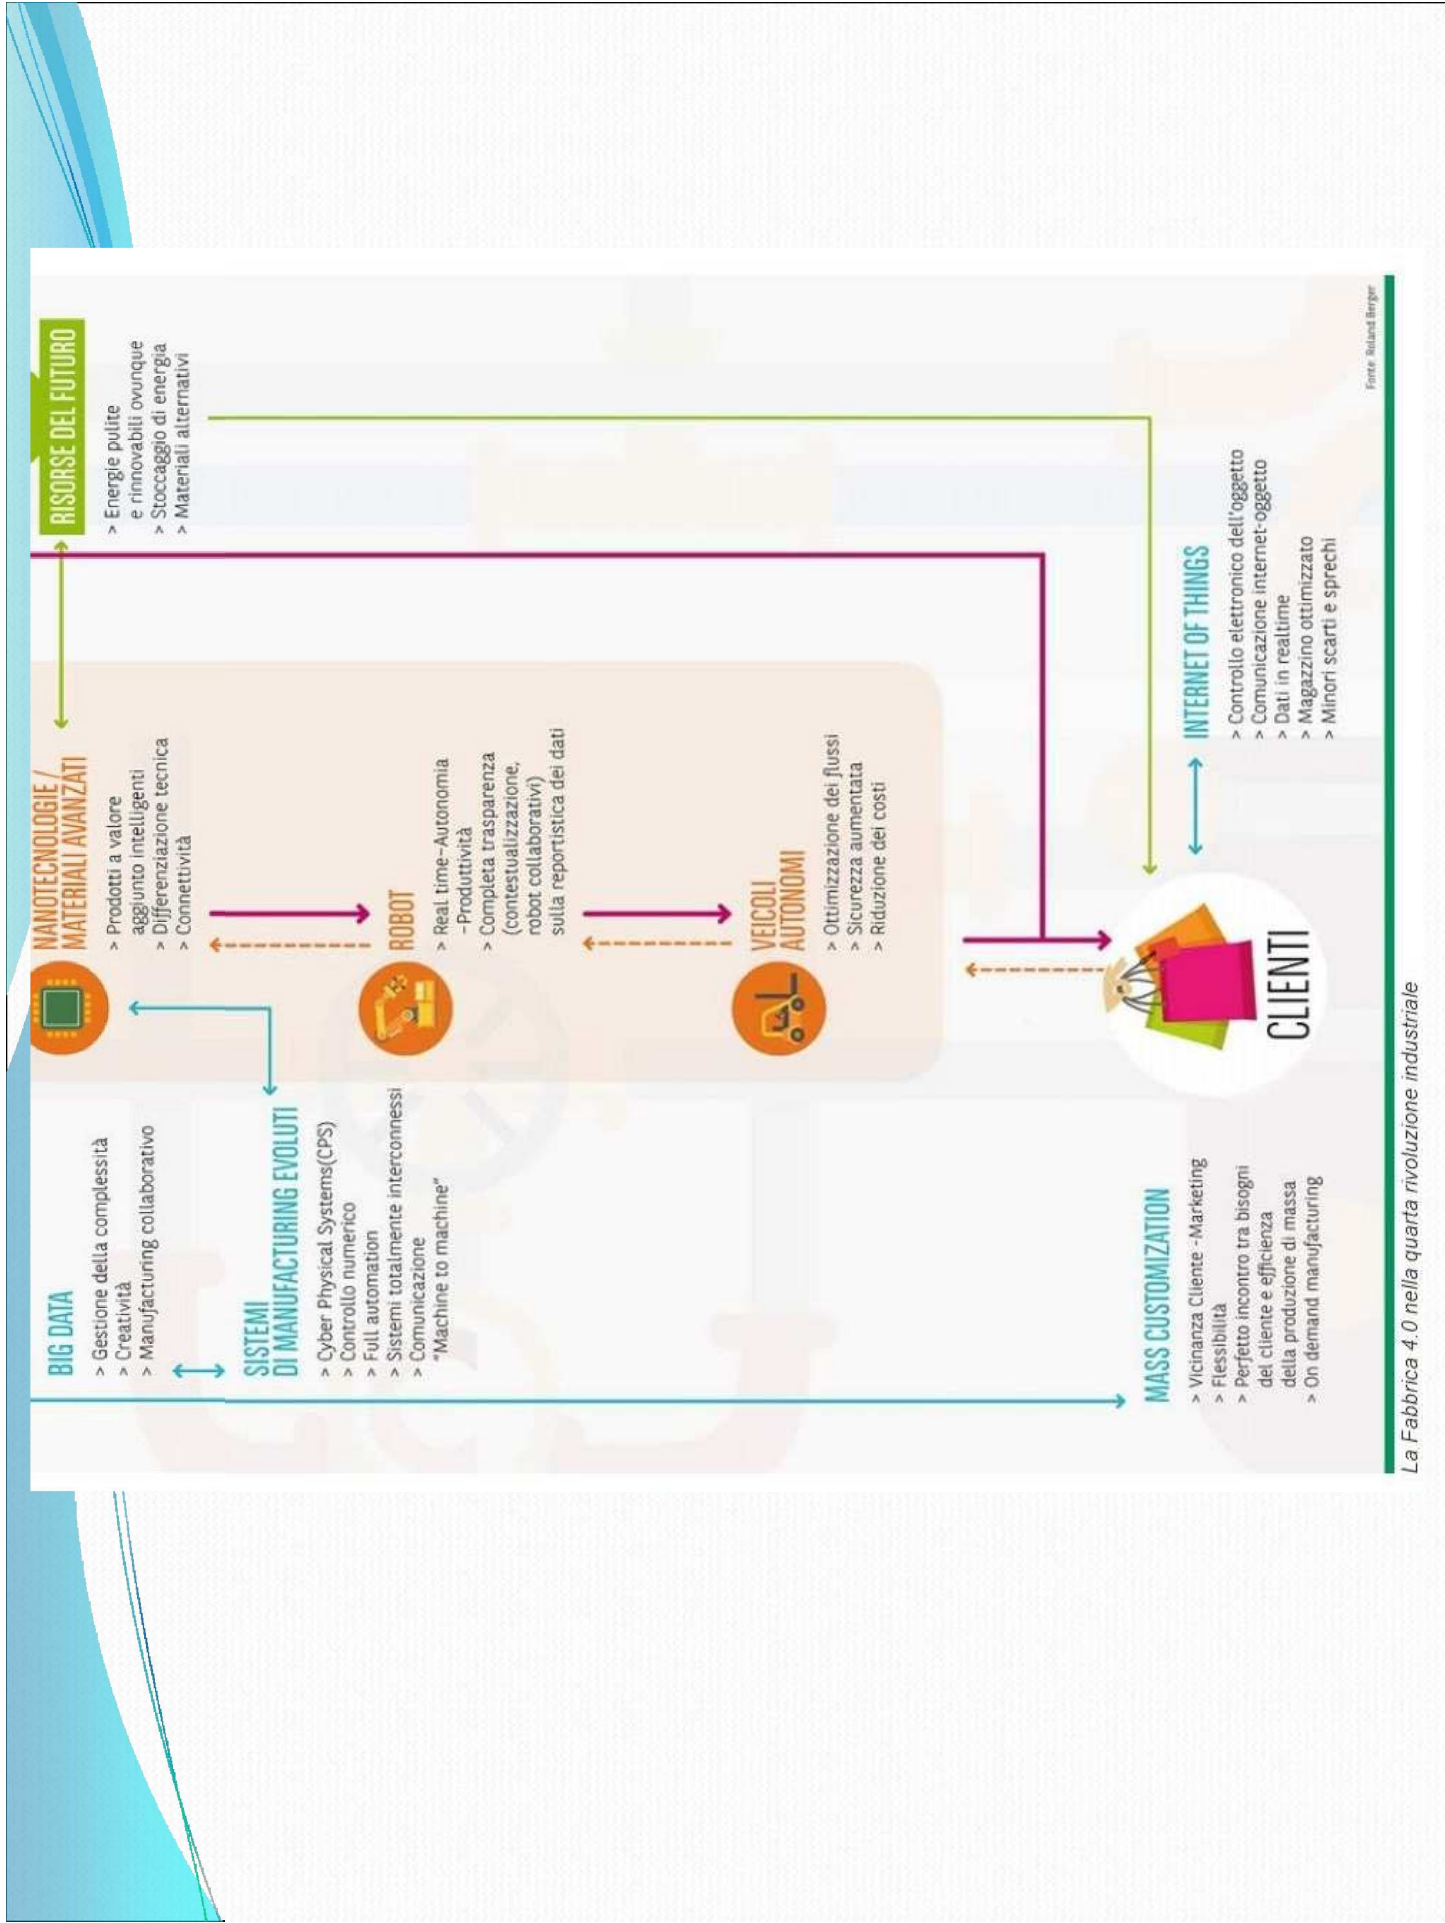 BIG DATA
> Gestione della complessità
> Creatività
> Manufacturing collaborativo
SISTEMI
DI MANUFACTURING EVOLUTI
> Cyber Physical Systems(CPS)
> Controllo numerico
> Full automation
> Sistemi totalmente interconnessi
> Comunicazione
"Machine to machine"
MASS CUSTOMIZATION
> Vicinanza Cliente -Marketing
> Flessibilità
> Perfetto incontro tra bisogni
del cliente e efficienza
della produzione di massa
> On demand manufacturing
NANOTECNOLOGIE/
MATERIALI AVANZATI
> Prodotti a valore
aggiunto intelligenti
> Differenziazione tecnica
> Connettività
ROBOT
> Real time-Autonomia
-Produttività
> Completa trasparenza
(contestualizzazione,
robot collaborativi)
sulla reportistica dei dati
VEICOLI
AUTONOMI
> Ottimizzazione dei flussi
> Sicurezza aumentata
> Riduzione dei costi
CLIENTI
RISORSE DEL FUTURO
> Energie pulite
e rinnovabili ovunque
> Stoccaggio di energia
> Materiali alternativi
INTERNET OF THINGS
> Controllo elettronico dell'oggetto
> Comunicazione internet-oggetto
> Dati in realtime
> Magazzino ottimizzato
> Minori scarti e sprechi
Fonte: Roland Berger
La Fabbrica 4.0 nella quarta rivoluzione industriale